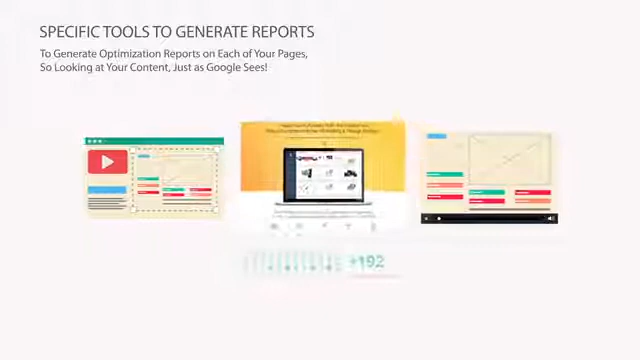 SPECIFIC TOOLS TO GENERATE REPORTS
To Generate Optimization Reports on Each of Your Pages,
So Looking at Your Content, Just as Google Sees!
+192